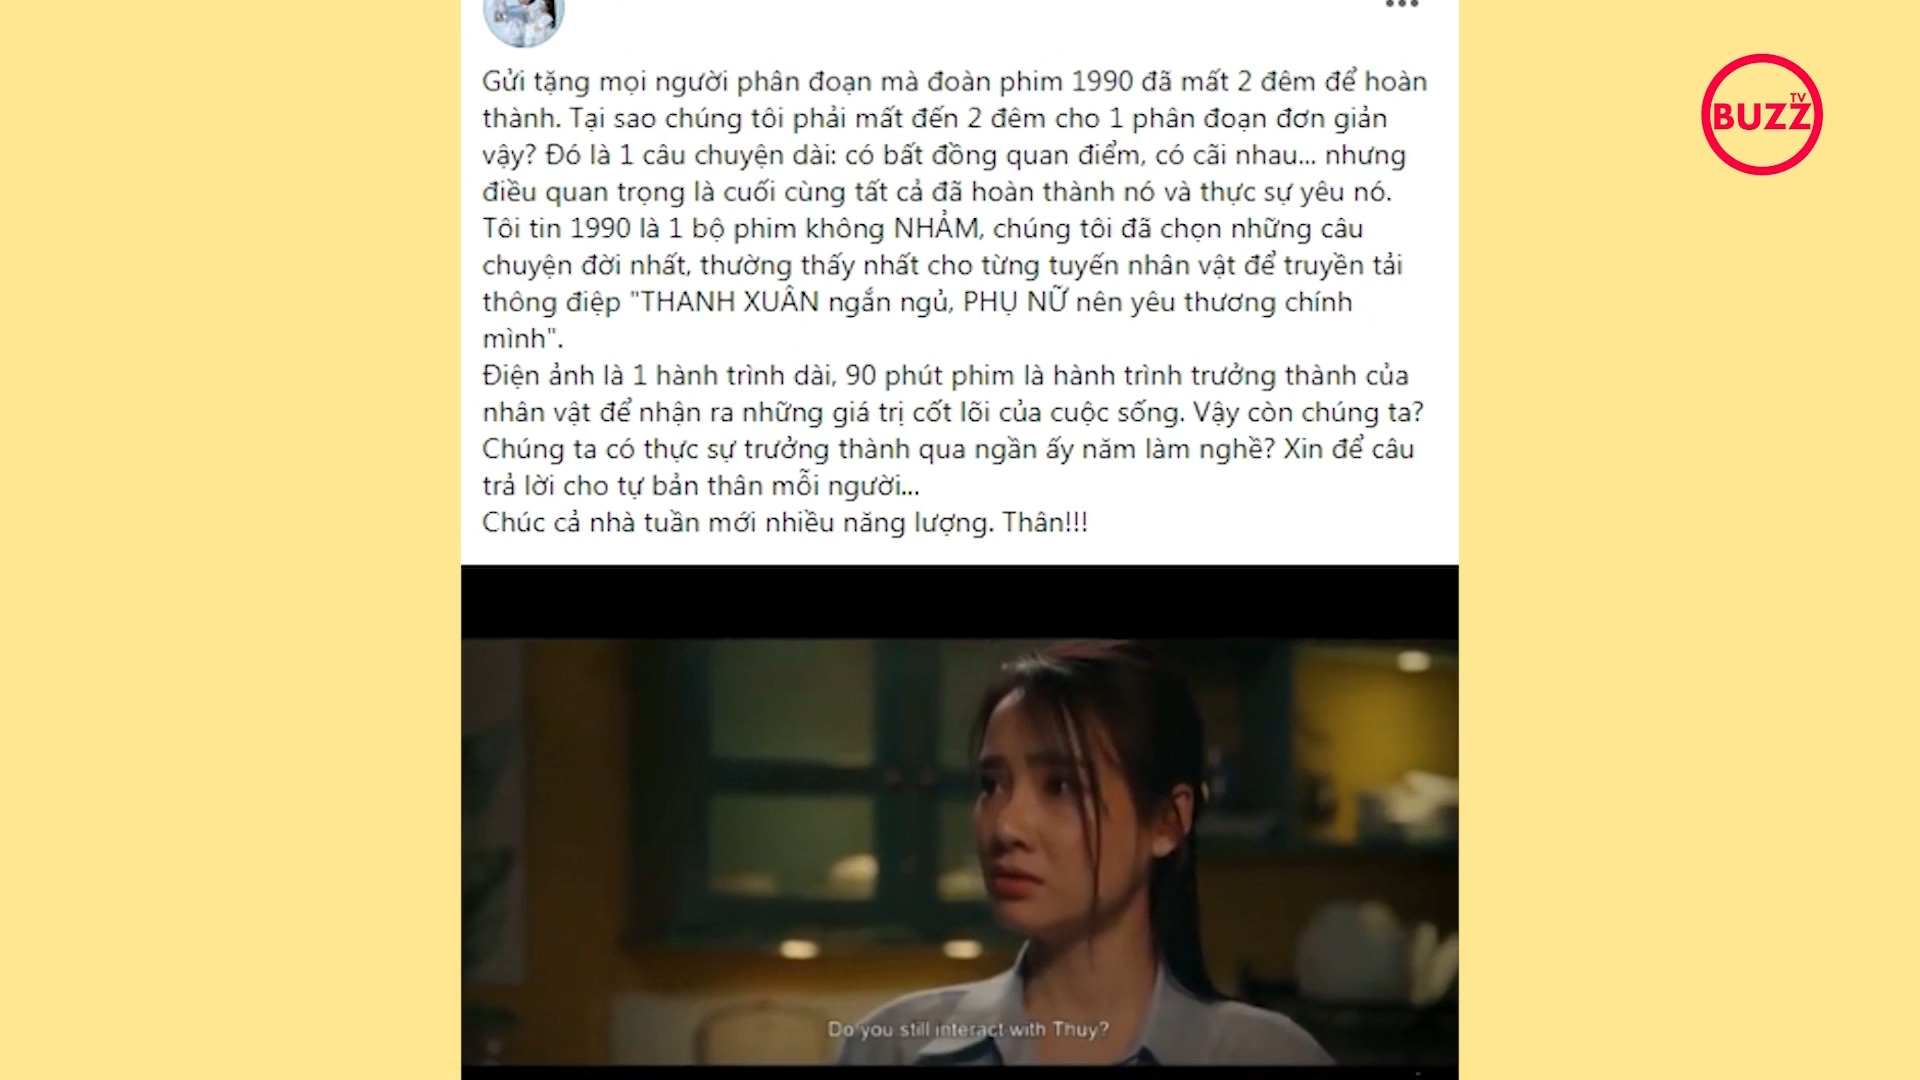 Gửi tặng mọi người phân đoạn mà đoàn phim 1990 đã mất 2 đêm để hoàn
thành. Tại sao chúng tôi phải mất đến 2 đêm cho 1 phân đoạn đơn giản
vậy? Đó là 1 câu chuyện dài: có bất đồng quan điểm, có cãi nhau... nhưng
điều quan trọng là cuối cùng tất cả đã hoàn thành nó và thực sự yêu nó.
Tôi tin 1990 là 1 bộ phim không NHẢM, chúng tôi đã chọn những câu
chuyện đời nhất, thường thấy nhất cho từng tuyến nhân vật để truyền tải
thông điệp "THANH XUÂN ngắn ngủ, PHỤ NỮ nên yêu thương chính
mình".
Điện ảnh là 1 hành trình dài, 90 phút phim là hành trình trưởng thành của
nhân vật để nhận ra những giá trị cốt lõi của cuộc sống. Vậy còn chúng ta?
Chúng ta có thực sự trưởng thành qua ngần ấy năm làm nghề? Xin để câu
trả lời cho tự bản thân mỗi người...
Chúc cả nhà tuần mới nhiều năng lượng. Thân!!!
BUZZ TV
Do you still interact with Thuy?